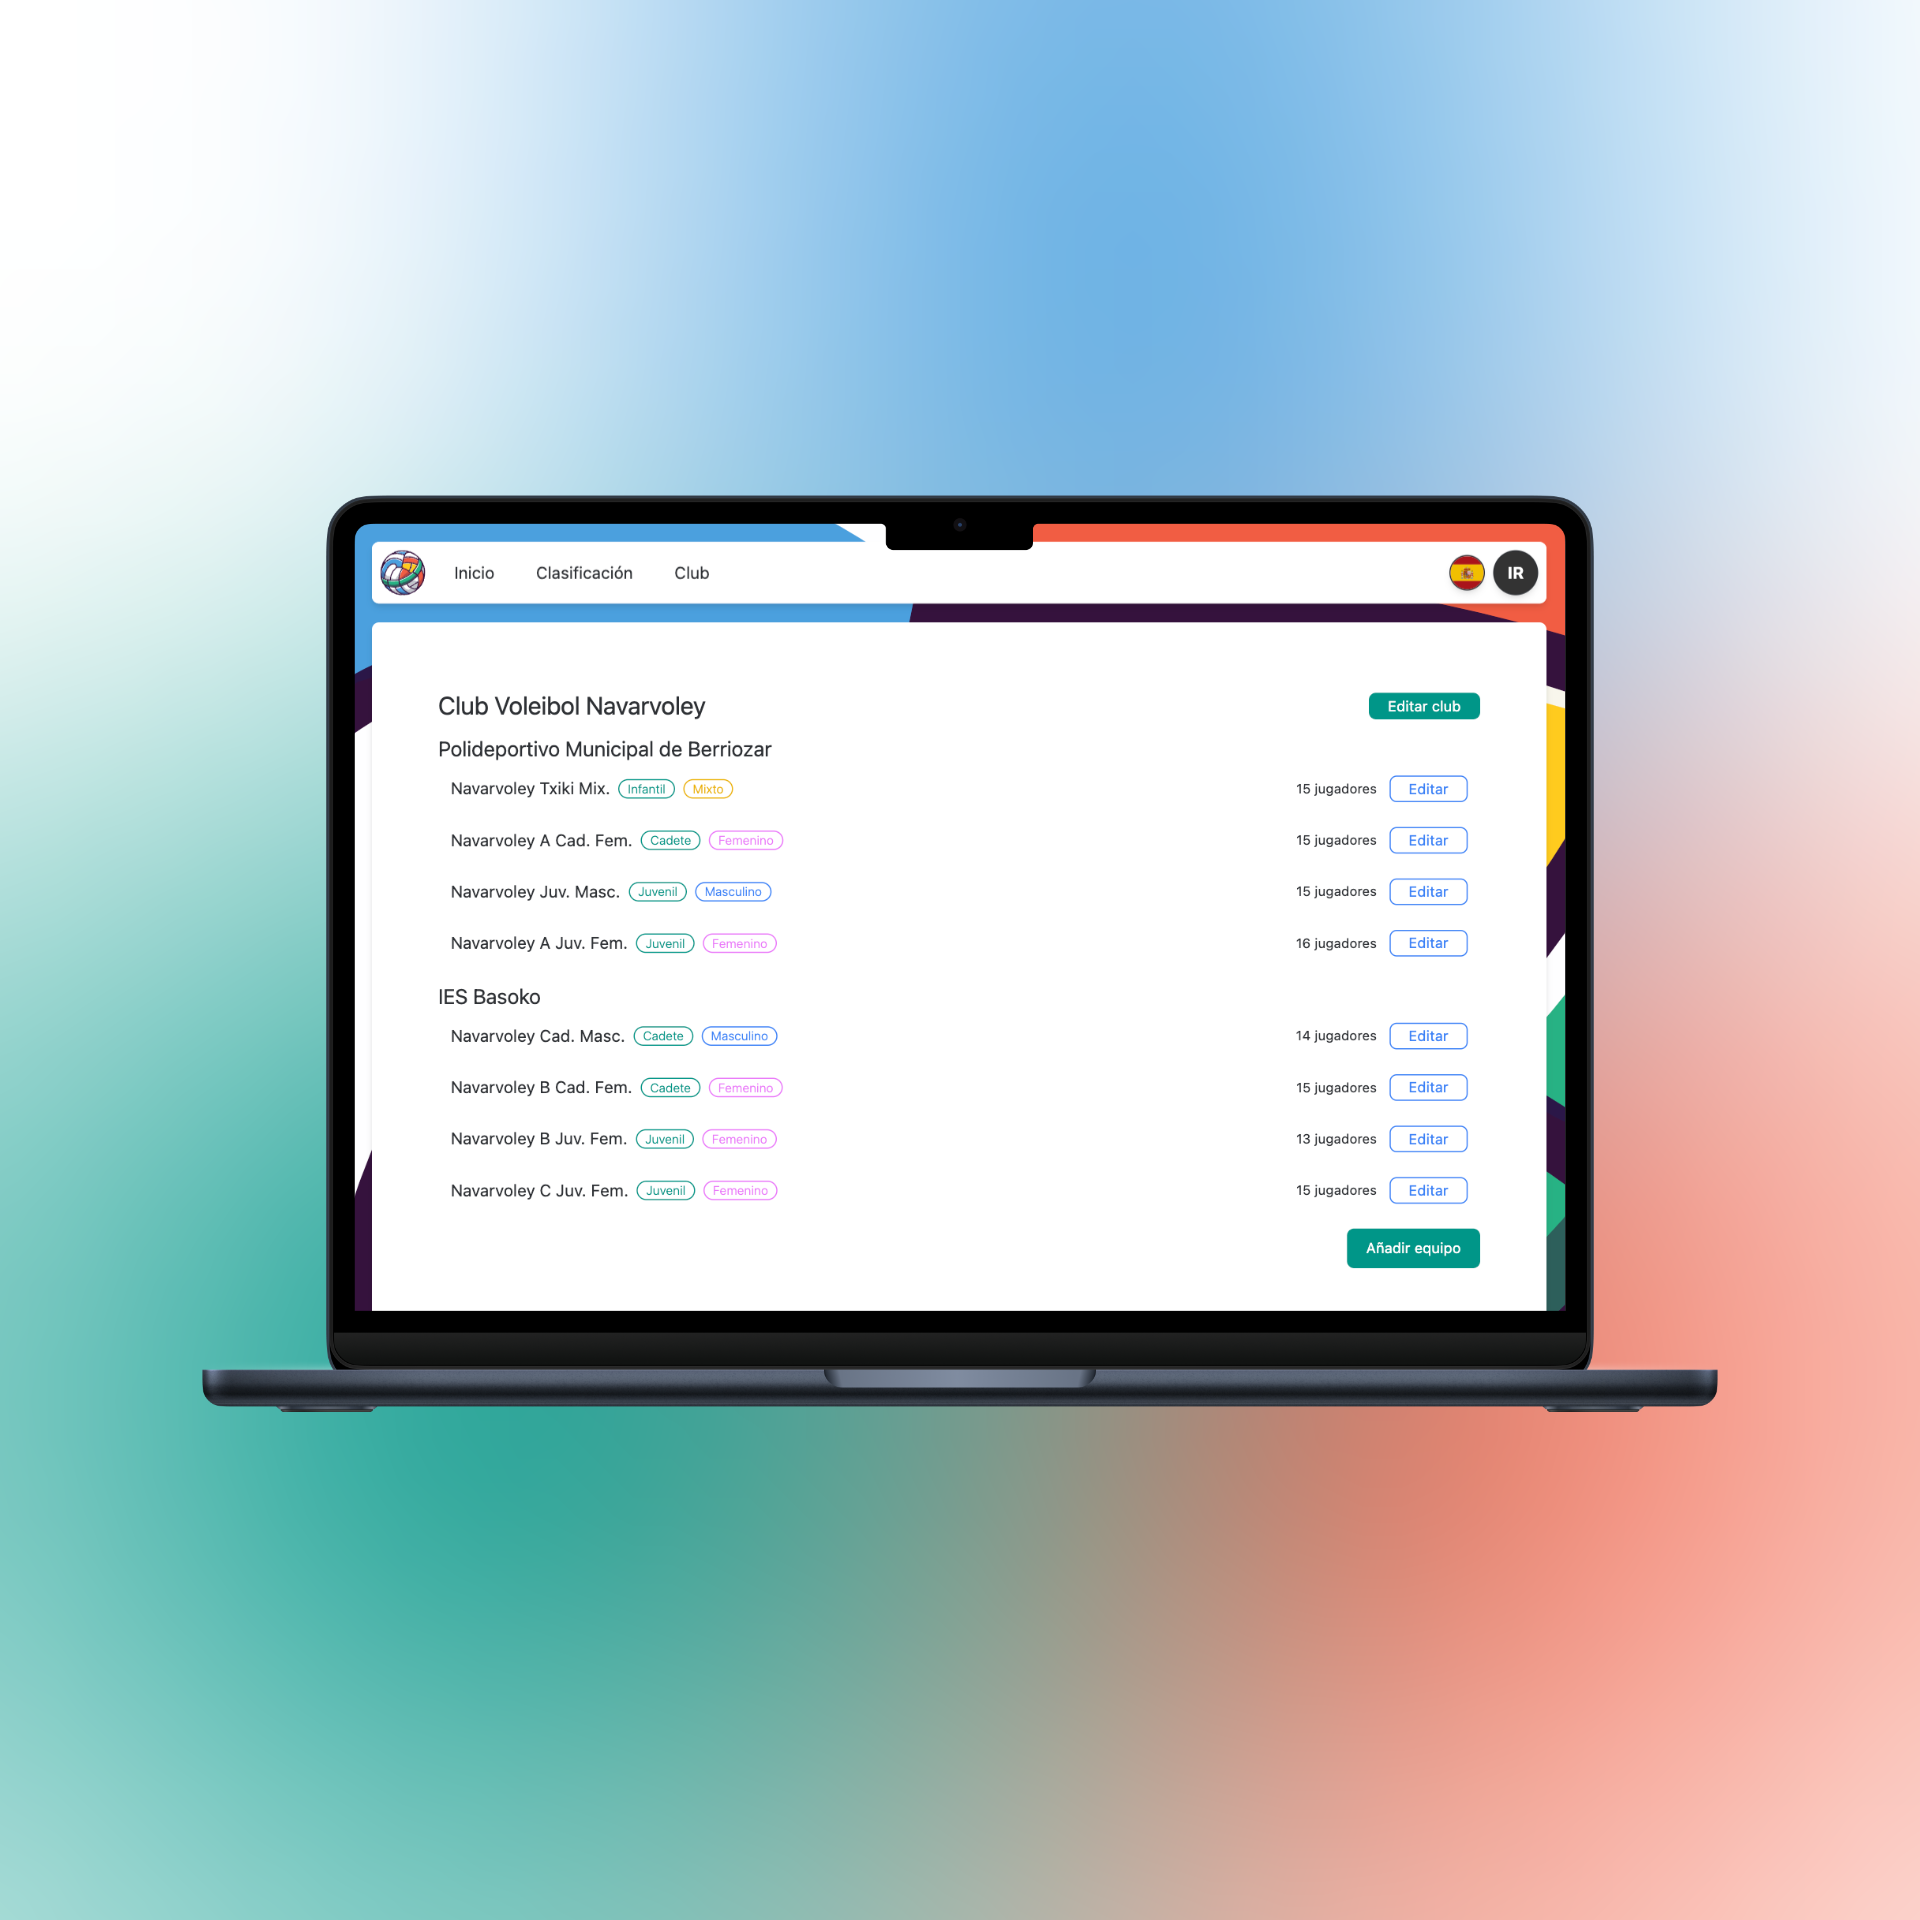 Inicio Clasificación Club IR
Club Voleibol Navarvoley Editar club
Polideportivo Municipal de Berriozar
Navarvoley Txiki Mix. Infantil Mixto 15 jugadores Editar
Navarvoley A Cad. Fem. Cadete Femenino 15 jugadores Editar
Navarvoley Juv. Masc. Juvenil Masculino 15 jugadores Editar
Navarvoley A Juv. Fem. Juvenil Femenino 16 jugadores Editar
IES Basoko
Navarvoley Cad. Masc. Cadete Masculino 14 jugadores Editar
Navarvoley B Cad. Fem. Cadete Femenino 15 jugadores Editar
Navarvoley B Juv. Fem. Juvenil Femenino 13 jugadores Editar
Navarvoley C Juv. Fem. Juvenil Femenino 15 jugadores Editar
Añadir equipo